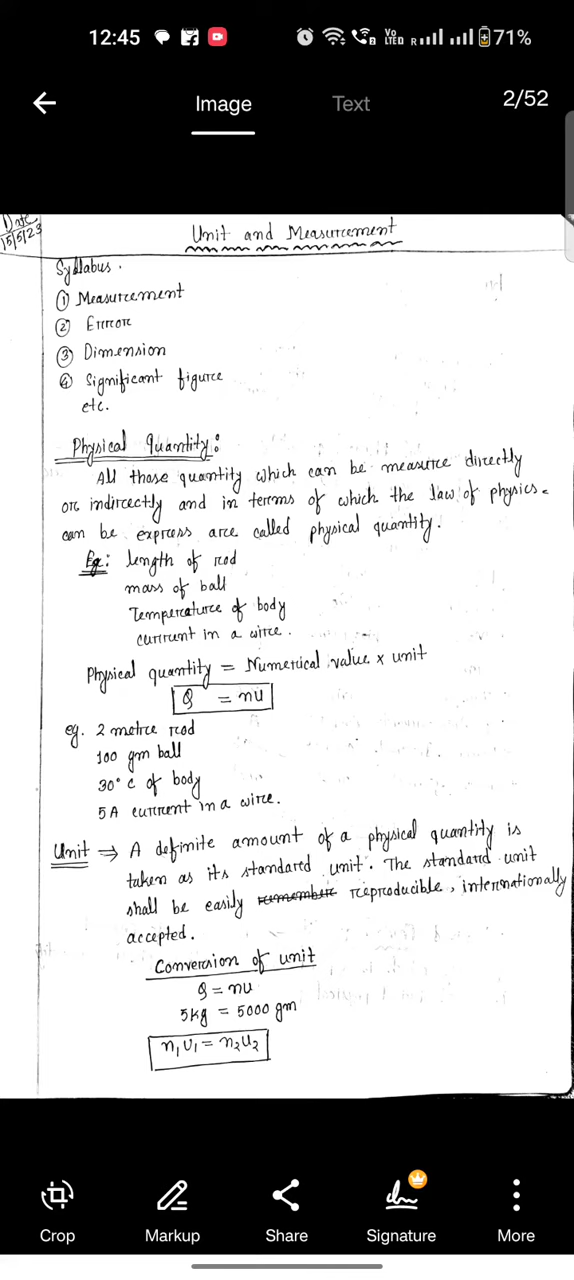 12:45
Vo
LTED R
71%
Image
Text
2/52
Date
15/5/23
Unit and Measurement
Syllabus.
① Measurement
② Error
③ Dimension
④ Significant figure
etc.
Physical Quantity:
All those quantity which can be measure directly
or indirectly and in terms of which the law of physics.
can be express are called physical quantity.
Eg: length of rod
mass of ball
Temperature of body
current in a wire.
Physical quantity = Numerical value x unit
Q = nu
eg. 2 metre rod
100 gm ball
30° c of body
5A current in a wire.
Unit ⇒ A definite amount of a physical quantity is
taken as its standared unit. The standard unit
shall be easily remember reproducible, internationally
accepted.
Conversion of unit
Q = nu
5kg = 5000 gm
n₁U₁ = n₂U₂
Crop
Markup
Share
Signature
More